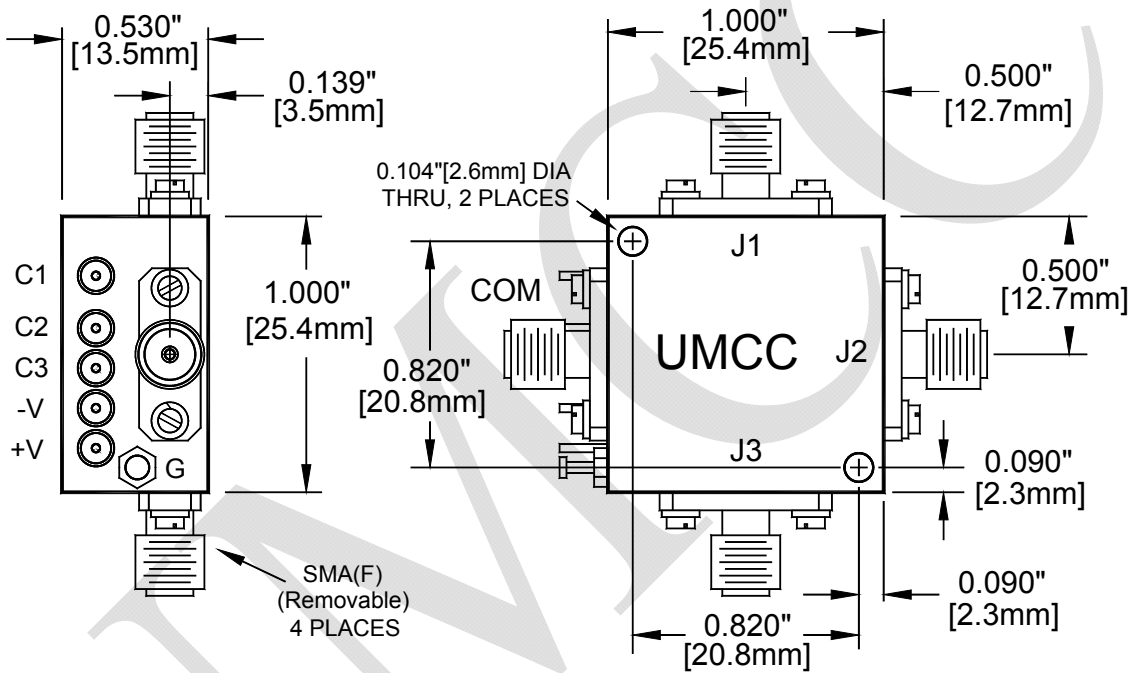 0.530"
[13.5mm]
0.139"
[3.5mm]
C1
C2
C3
-V
+V
G
1.000"
[25.4mm]
SMA(F)
(Removable)
4 PLACES
1.000"
[25.4mm]
0.500"
[12.7mm]
0.104"[2.6mm] DIA
THRU, 2 PLACES
J1
COM
UMCC
J2
J3
0.500"
[12.7mm]
0.820"
[20.8mm]
0.090"
[2.3mm]
0.090"
[2.3mm]
0.820"
[20.8mm]
UMCC